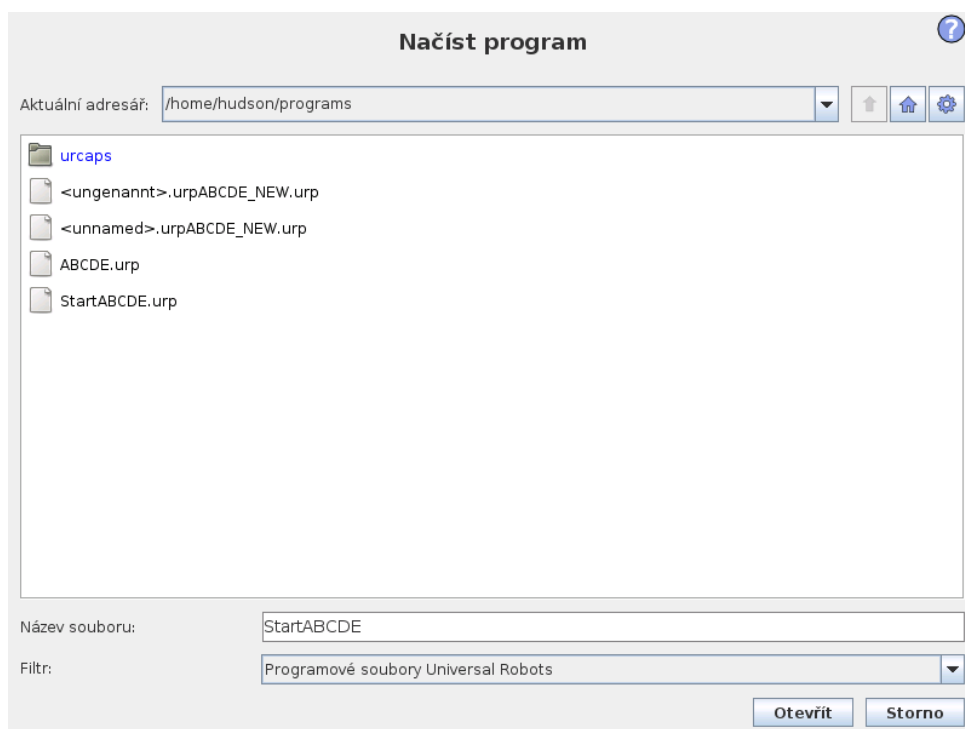 Načíst program
?
Aktuální adresář: /home/hudson/programs
urcaps
<ungenannt>.urpABCDE_NEW.urp
<unnamed>.urpABCDE_NEW.urp
ABCDE.urp
StartABCDE.urp
Název souboru: StartABCDE
Filtr: Programové soubory Universal Robots
Otevřít Storno